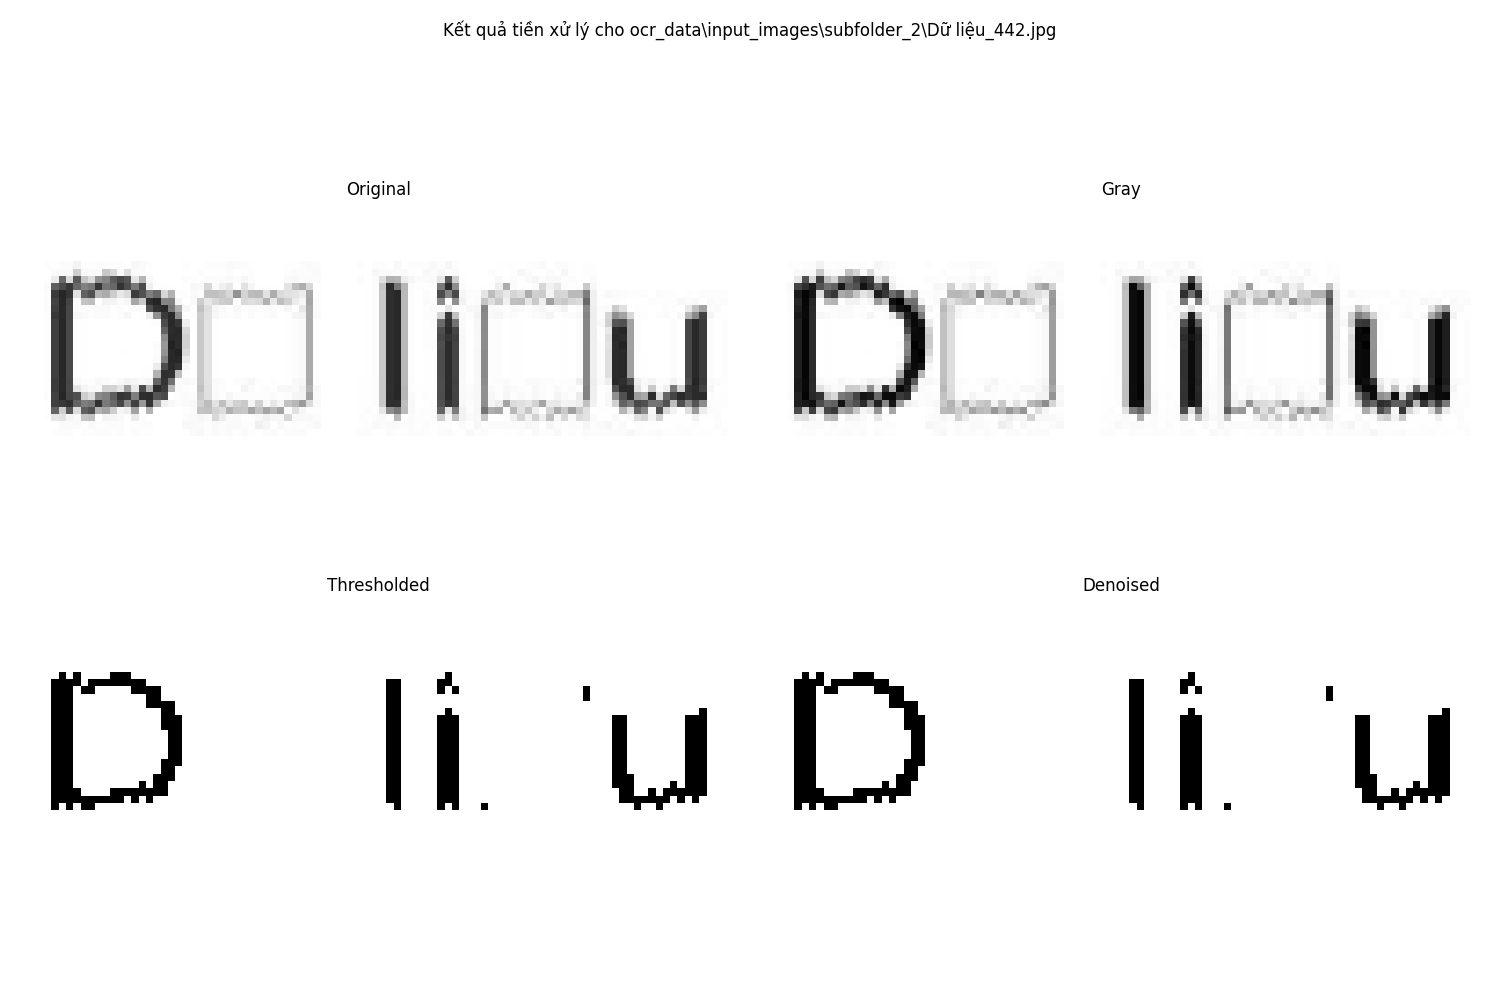 Kết quả tiền xử lý cho ocr_data\input_images\subfolder_2\Dữ liệu_442.jpg
Original
Gray
D□ li□u
D□ li□u
Thresholded
Denoised
D li u
D li u